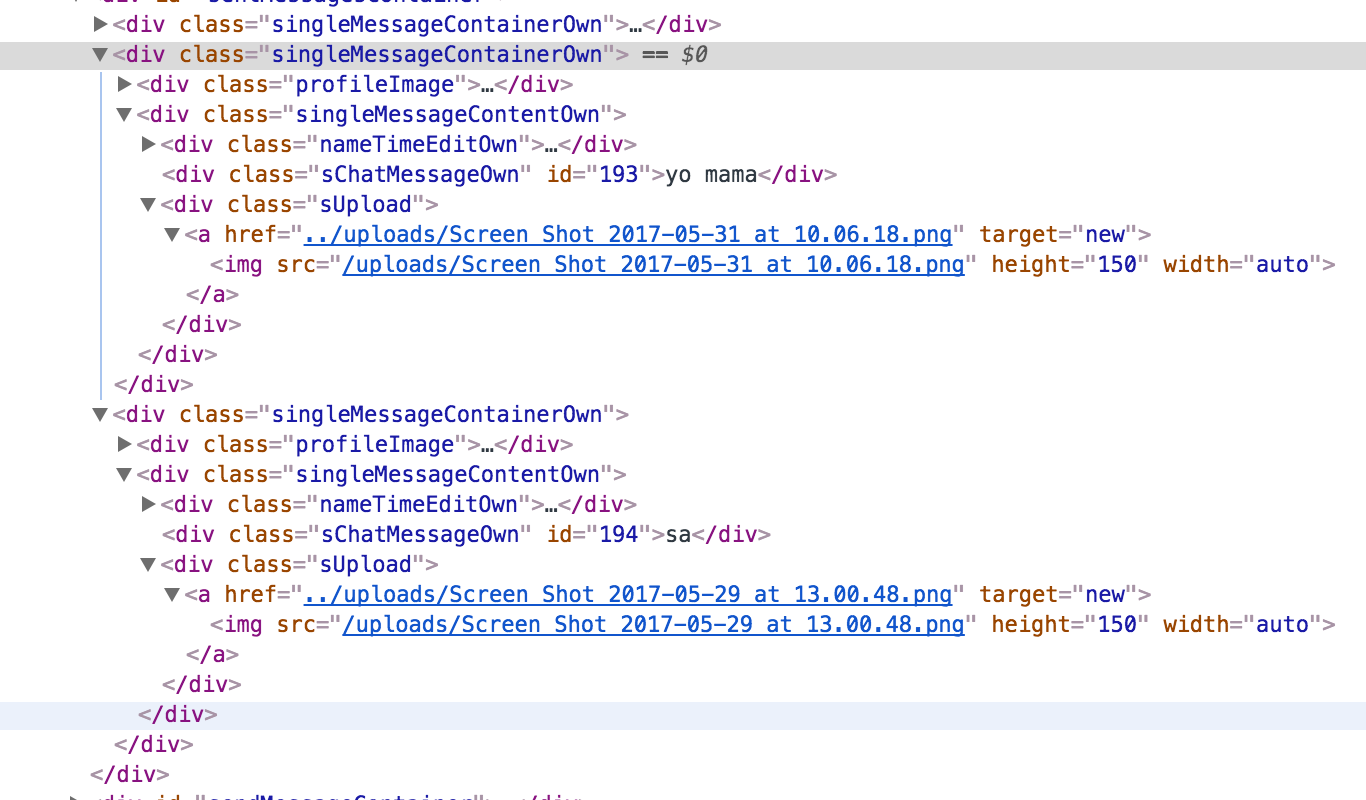 ▶<div class="singleMessageContainerOwn">…</div>
▼<div class="singleMessageContainerOwn"> == $0
▶<div class="profileImage">…</div>
▼<div class="singleMessageContentOwn">
▶<div class="nameTimeEditOwn">…</div>
<div class="sChatMessageOwn" id="193">yo mama</div>
▼<div class="sUpload">
▼<a href="../uploads/Screen Shot 2017-05-31 at 10.06.18.png" target="new">
<img src="/uploads/Screen Shot 2017-05-31 at 10.06.18.png" height="150" width="auto">
</a>
</div>
</div>
</div>
▼<div class="singleMessageContainerOwn">
▶<div class="profileImage">…</div>
▼<div class="singleMessageContentOwn">
▶<div class="nameTimeEditOwn">…</div>
<div class="sChatMessageOwn" id="194">sa</div>
▼<div class="sUpload">
▼<a href="../uploads/Screen Shot 2017-05-29 at 13.00.48.png" target="new">
<img src="/uploads/Screen Shot 2017-05-29 at 13.00.48.png" height="150" width="auto">
</a>
</div>
</div>
</div>
</div>